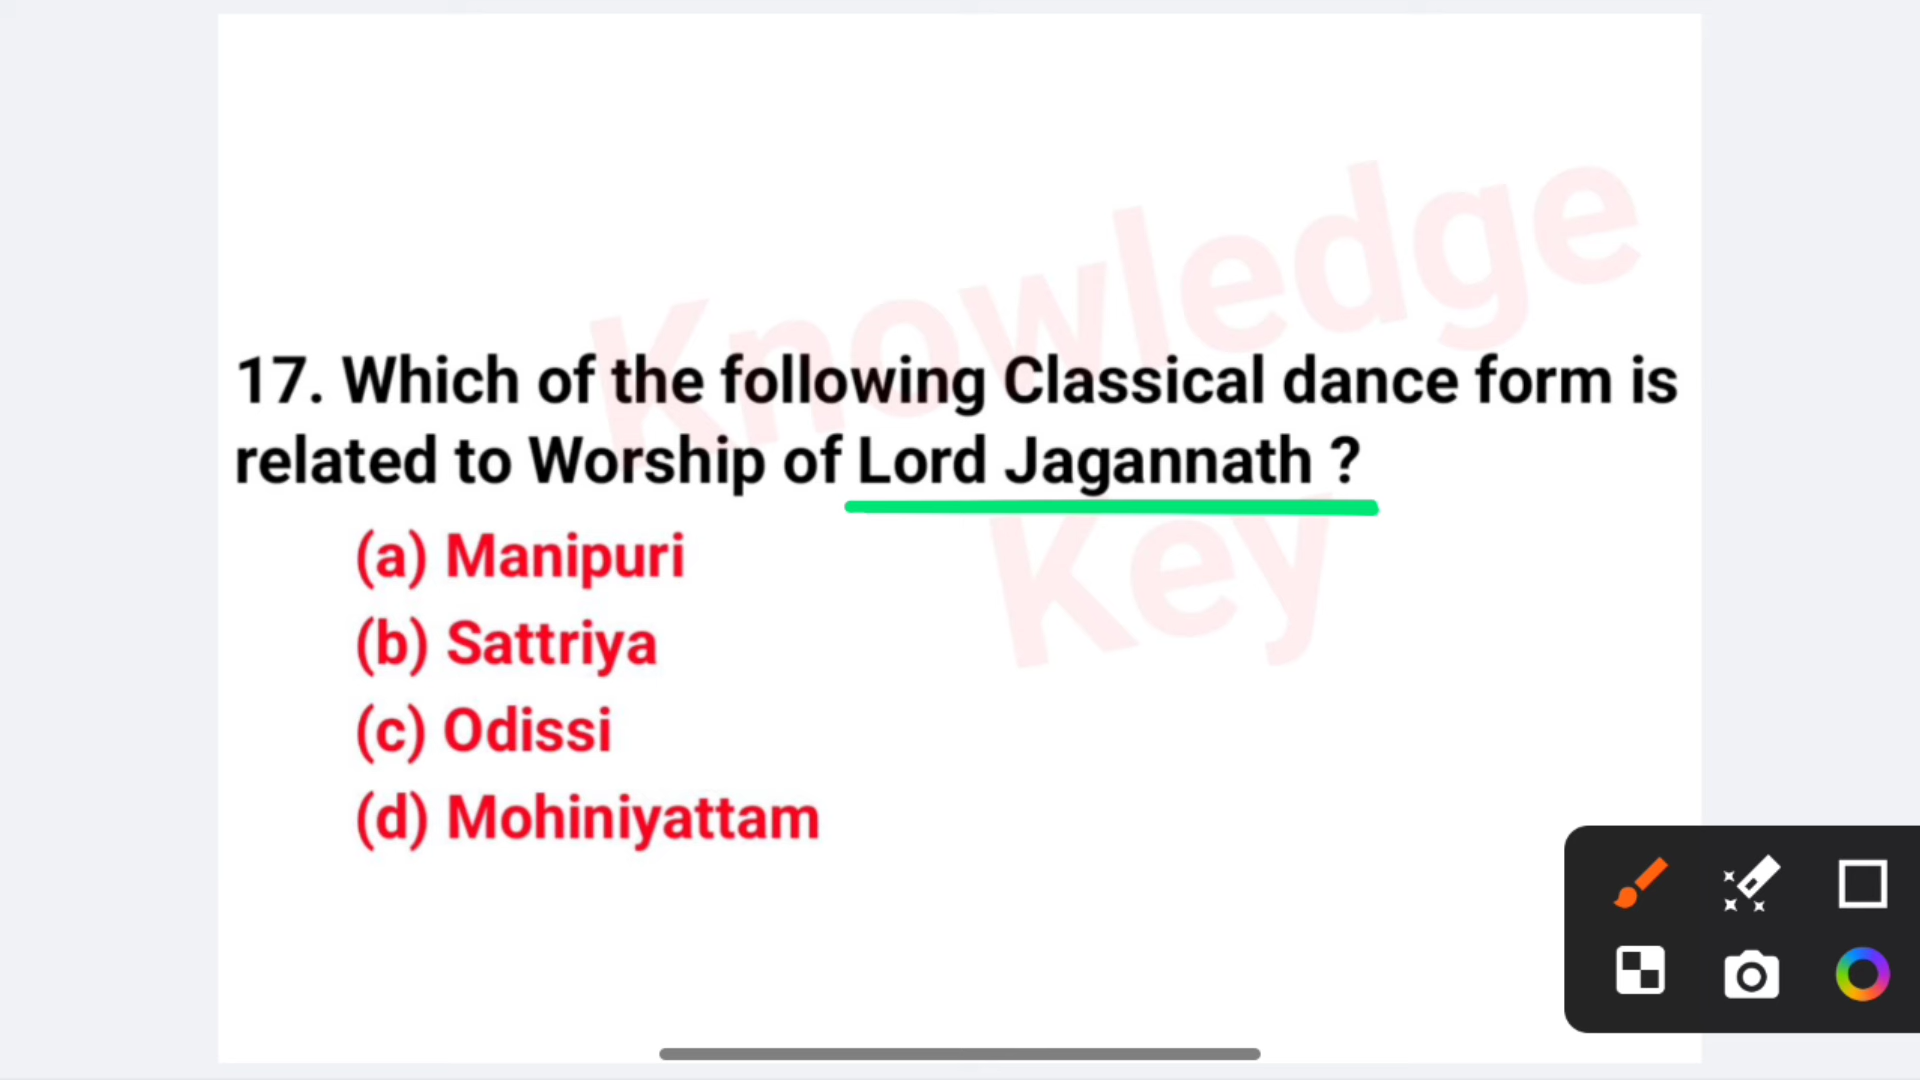 Knowledge
Key
17. Which of the following Classical dance form is
related to Worship of Lord Jagannath ?
(a) Manipuri
(b) Sattriya
(c) Odissi
(d) Mohiniyattam